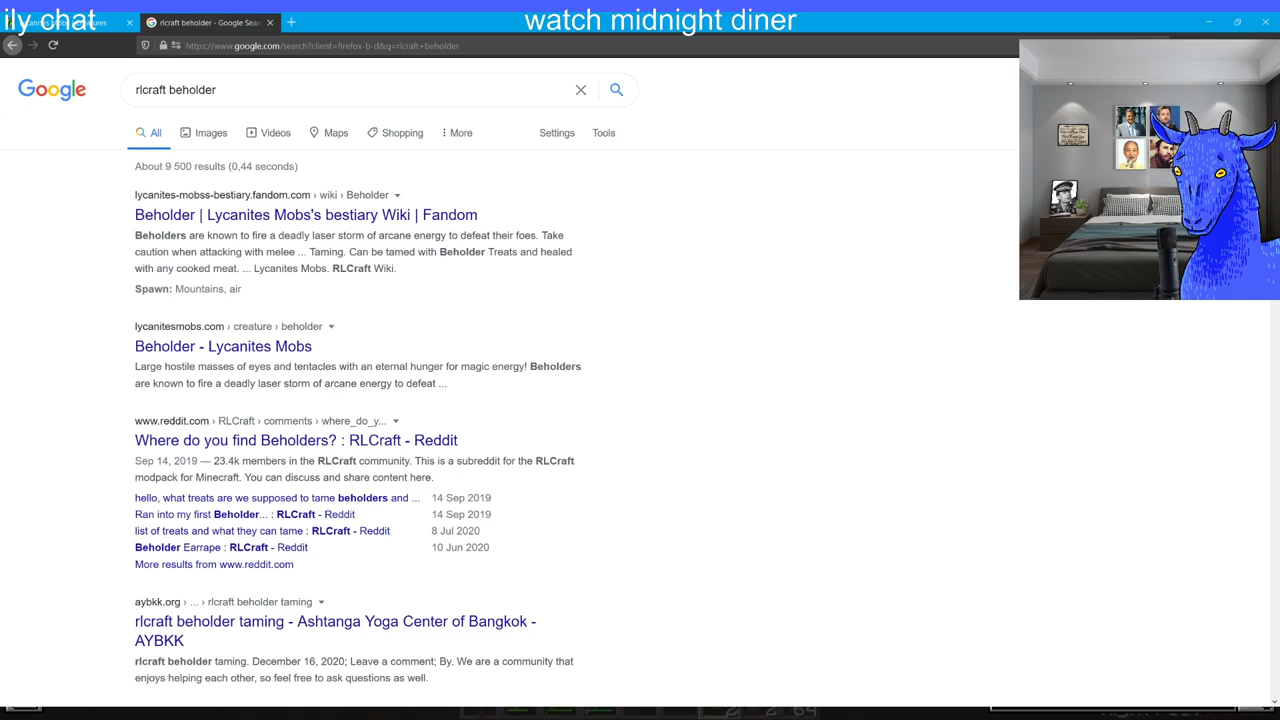 ily chat
watch midnight diner
rlcraft beholder - Google Sear
https://www.google.com/search?client=firefox-b-d&q=rlcraft+beholder
Google
rlcraft beholder
All
Images
Videos
Maps
Shopping
More
Settings
Tools
About 9 500 results (0,44 seconds)
lycanites-mobss-bestiary.fandom.com › wiki › Beholder
Beholder | Lycanites Mobs's bestiary Wiki | Fandom
Beholders are known to fire a deadly laser storm of arcane energy to defeat their foes. Take
caution when attacking with melee ... Taming. Can be tamed with Beholder Treats and healed
with any cooked meat. ... Lycanites Mobs. RLCraft Wiki.
Spawn: Mountains, air
lycanitesmobs.com › creature › beholder
Beholder - Lycanites Mobs
Large hostile masses of eyes and tentacles with an eternal hunger for magic energy! Beholders
are known to fire a deadly laser storm of arcane energy to defeat ...
www.reddit.com › RLCraft › comments › where_do_y...
Where do you find Beholders? : RLCraft - Reddit
Sep 14, 2019 — 23.4k members in the RLCraft community. This is a subreddit for the RLCraft
modpack for Minecraft. You can discuss and share content here.
hello, what treats are we supposed to tame beholders and ... 14 Sep 2019
Ran into my first Beholder... : RLCraft - Reddit 14 Sep 2019
list of treats and what they can tame : RLCraft - Reddit 8 Jul 2020
Beholder Earrape : RLCraft - Reddit 10 Jun 2020
More results from www.reddit.com
aybkk.org › ... › rlcraft beholder taming
rlcraft beholder taming - Ashtanga Yoga Center of Bangkok -
AYBKK
rlcraft beholder taming. December 16, 2020; Leave a comment; By. We are a community that
enjoys helping each other, so feel free to ask questions as well.